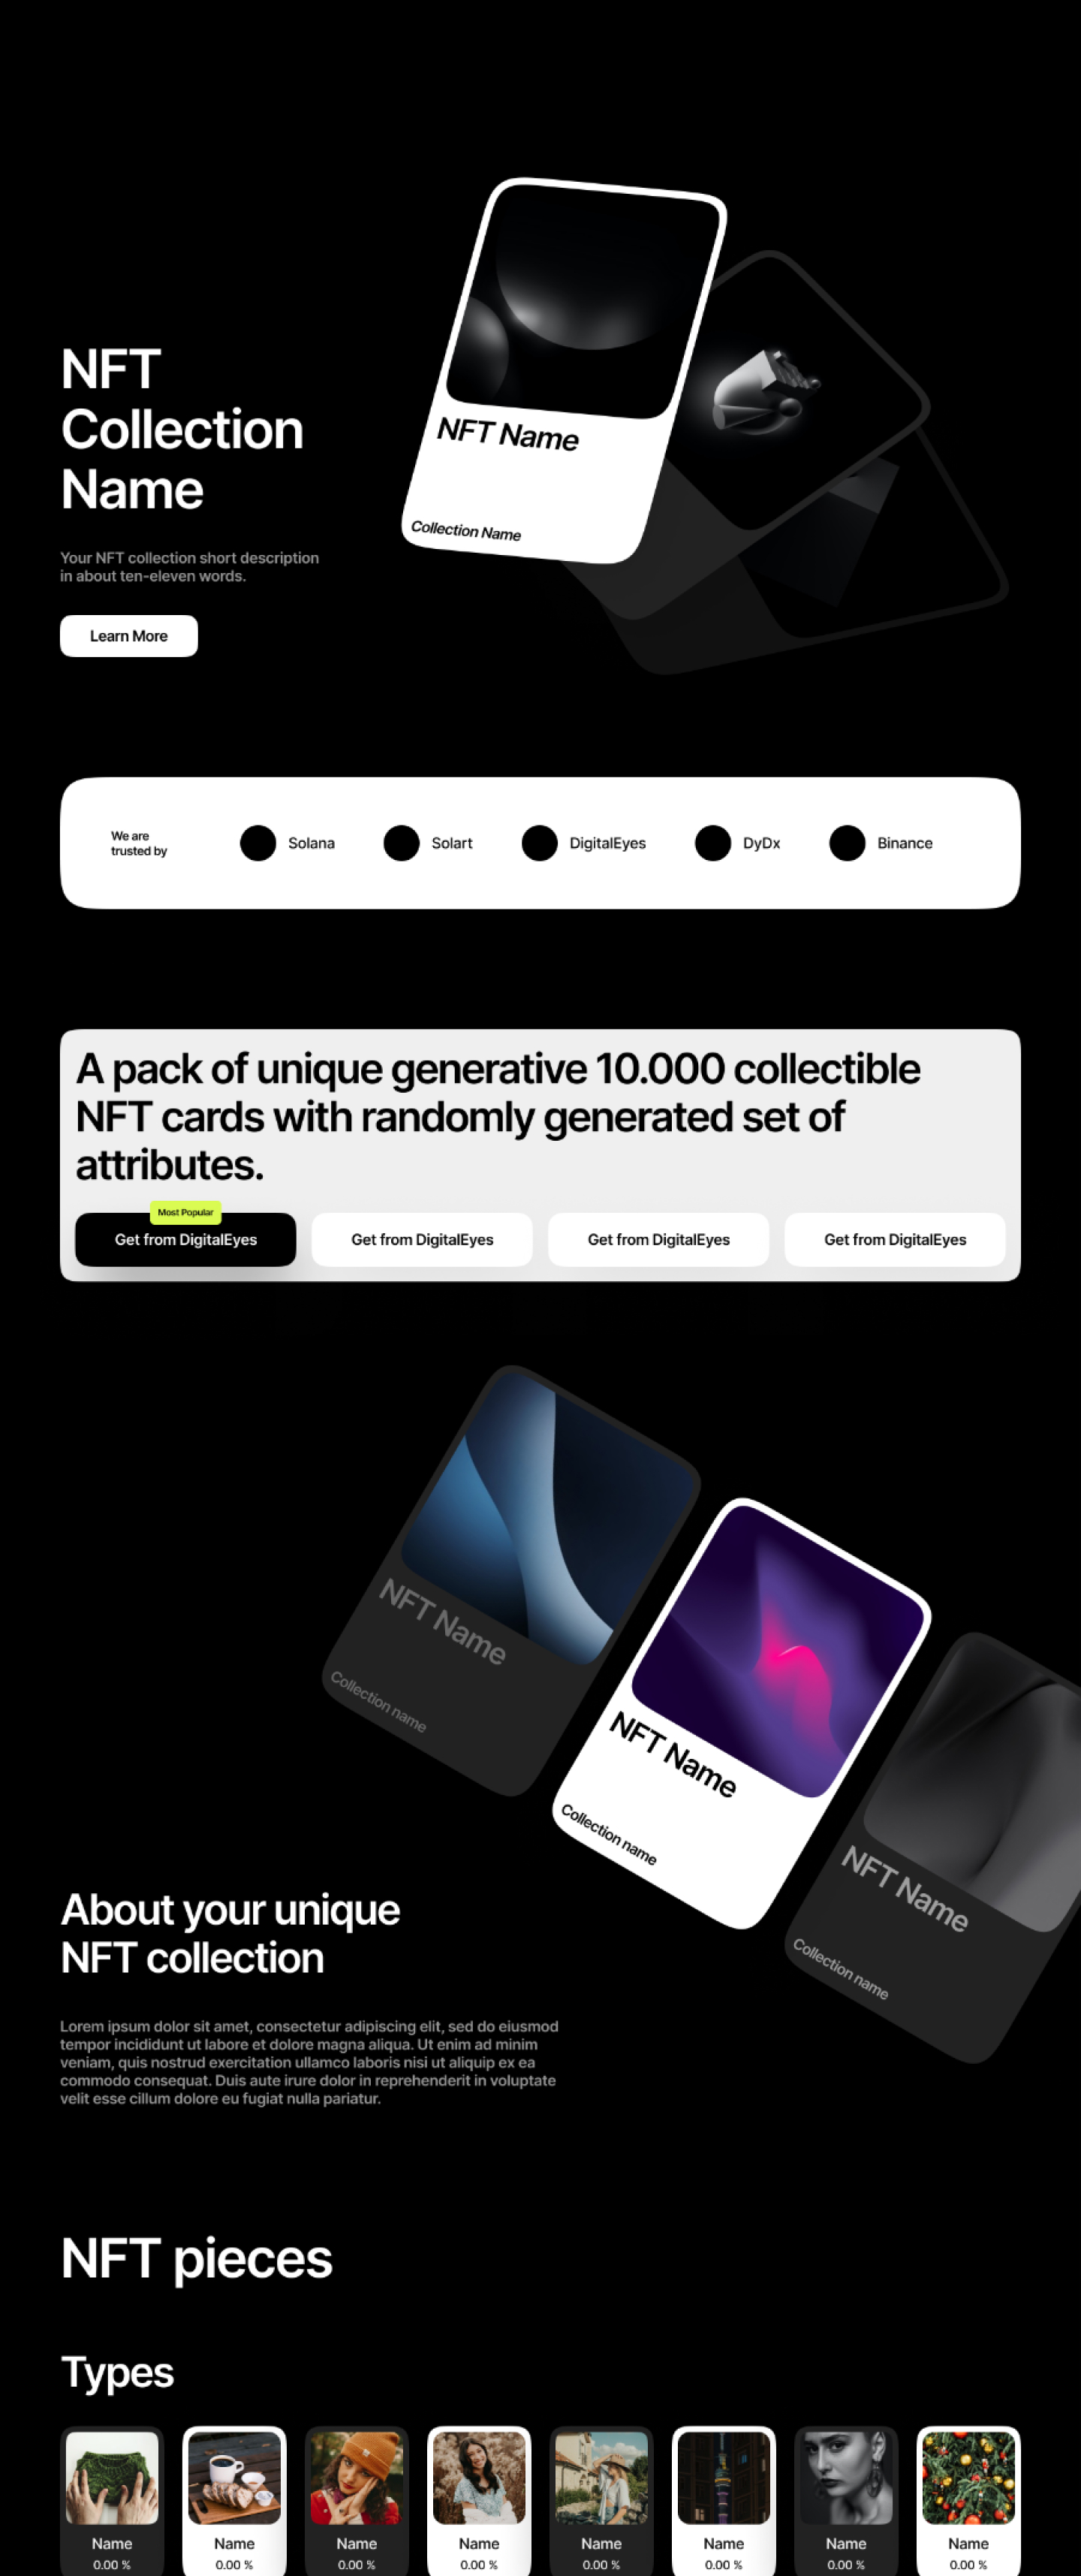 NFT
Collection
Name
Your NFT collection short description
in about ten-eleven words.
Learn More
NFT Name
Collection Name
We are
trusted by
Solana
Solart
DigitalEyes
DyDx
Binance
A pack of unique generative 10.000 collectible
NFT cards with randomly generated set of
attributes.
Most Popular
Get from DigitalEyes
Get from DigitalEyes
Get from DigitalEyes
Get from DigitalEyes
NFT Name
Collection name
NFT Name
Collection name
NFT Name
Collection name
About your unique
NFT collection
Lorem ipsum dolor sit amet, consectetur adipiscing elit, sed do eiusmod
tempor incididunt ut labore et dolore magna aliqua. Ut enim ad minim
veniam, quis nostrud exercitation ullamco laboris nisi ut aliquip ex ea
commodo consequat. Duis aute irure dolor in reprehenderit in voluptate
velit esse cillum dolore eu fugiat nulla pariatur.
NFT pieces
Types
Name
0.00 %
Name
0.00 %
Name
0.00 %
Name
0.00 %
Name
0.00 %
Name
0.00 %
Name
0.00 %
Name
0.00 %